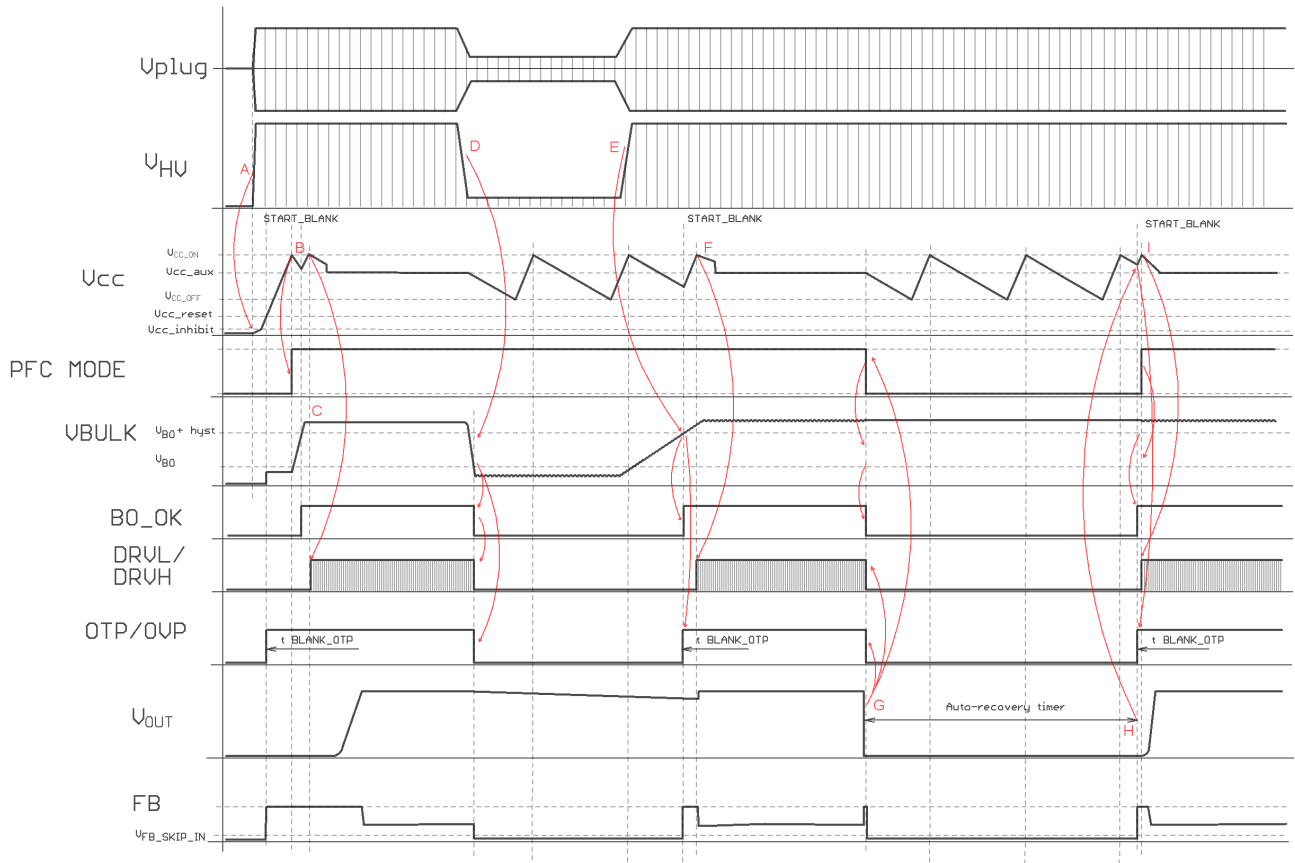 Vplug
D
E
V_HV
A
START_BLANK
START_BLANK
START_BLANK
V_CC_ON
B
F
I
Vcc
Vcc_aux
V_CC_OFF
Vcc_reset
Vcc_inhibit
PFC MODE
C
VBULK
V_BO+ hyst
V_BO
BO_OK
DRVL/
DRVH
OTP/OVP
t BLANK_OTP
t BLANK_OTP
t BLANK_OTP
V_OUT
G
Auto-recovery timer
H
FB
V_FB_SKIP_IN